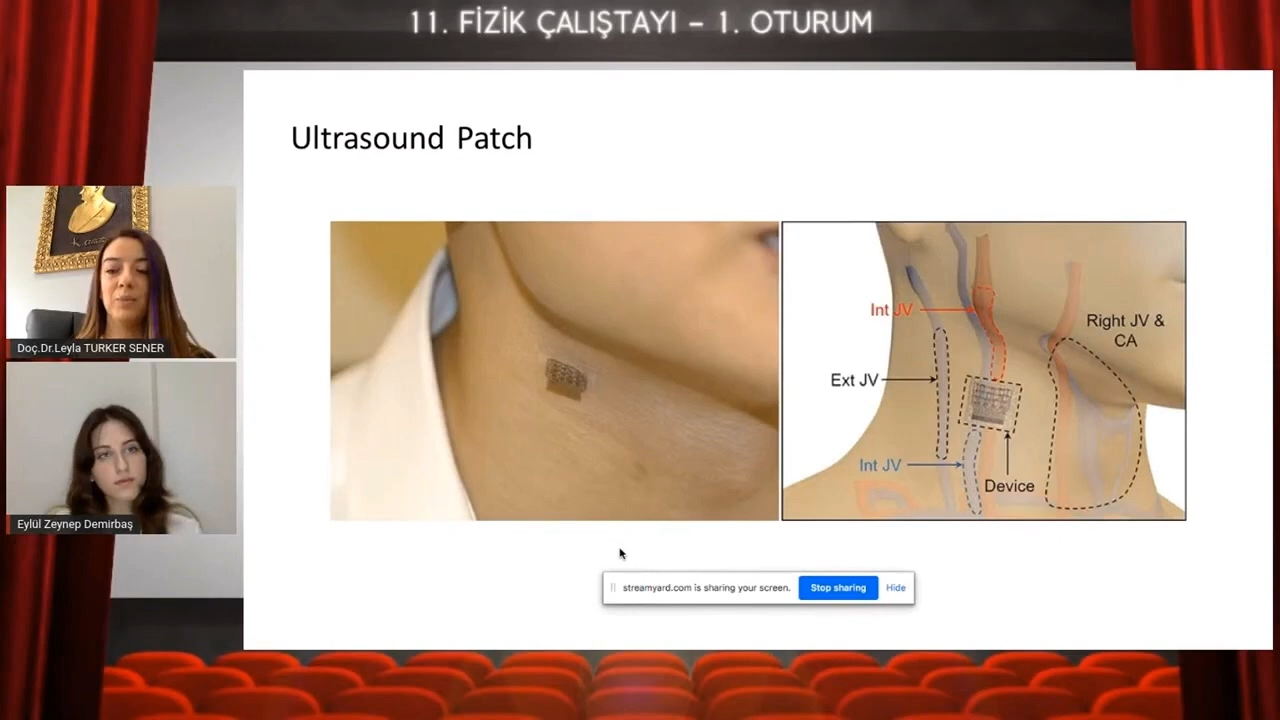 11. FİZİK ÇALIŞTAYI – 1. OTURUM
Ultrasound Patch
Int JV
Right JV &
CA
Ext JV
Int JV
Device
Doç.Dr.Leyla TURKER SENER
Eylül Zeynep Demirbaş
streamyard.com is sharing your screen.
Stop sharing
Hide